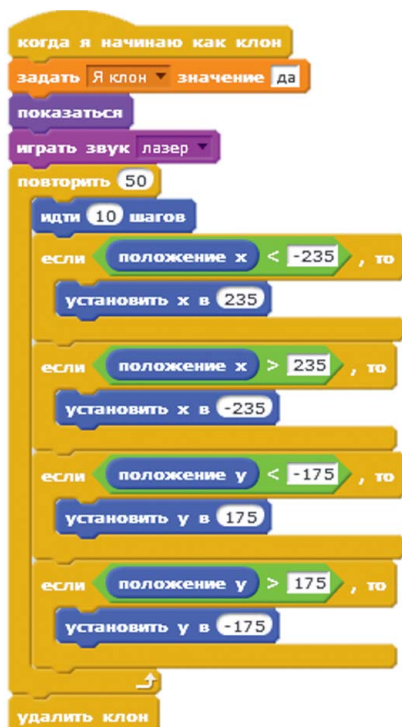 когда я начинаю как клон
задать Я клон значение да
показаться
играть звук лазер
повторить 50
идти 10 шагов
если положение x < -235 , то
установить x в 235
если положение x > 235 , то
установить x в -235
если положение y < -175 , то
установить y в 175
если положение y > 175 , то
установить y в -175
удалить клон